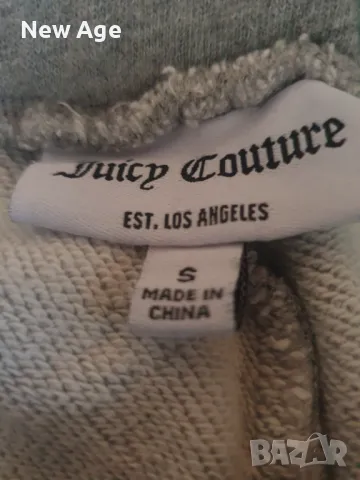 New Age
Juicy Couture
EST. LOS ANGELES
S
MADE IN
CHINA
BAZAR